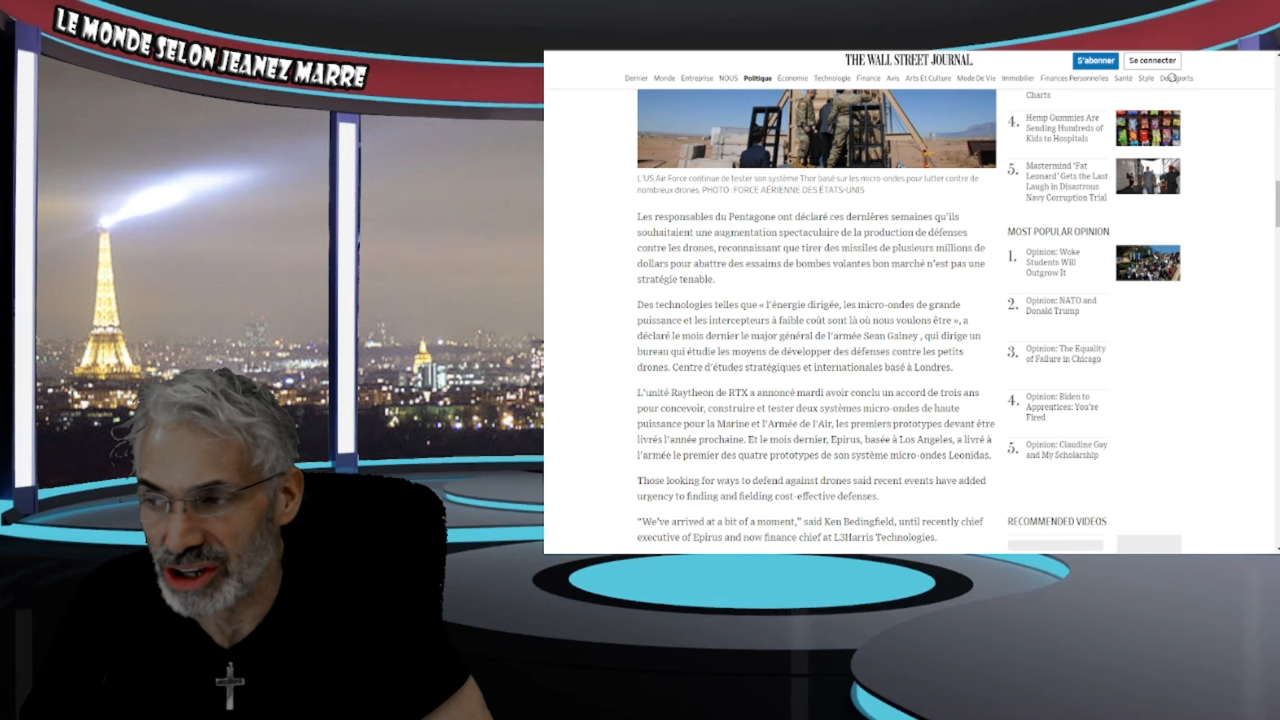 LE MONDE SELON JEANEZ MARRE
THE WALL STREET JOURNAL.
S'abonner
Se connecter
Dernier Monde Entreprise NOUS Politique Économie Technologie Finance Avis Arts Et Culture Mode De Vie Immobilier Finances Personnelles Santé Style
L'US Air Force continue de tester son système Thor basé sur les micro-ondes pour lutter contre de
nombreux drones. PHOTO FORCE AÉRIENNE DES ÉTATS-UNIS
Les responsables du Pentagone ont déclaré ces dernières semaines qu'ils
souhaitaient une augmentation spectaculaire de la production de défenses
contre les drones, reconnaissant que tirer des missiles de plusieurs millions de
dollars pour abattre des essaims de bombes volantes bon marché n'est pas une
stratégie tenable.
Des technologies telles que « l'énergie dirigée, les micro-ondes de grande
puissance et les intercepteurs à faible coût sont là où nous voulons être », a
déclaré le mois dernier le major général de l'armée Sean Gainey , qui dirige un
bureau qui étudie les moyens de développer des défenses contre les petits
drones. Centre d'études stratégiques et internationales basé à Londres.
L'unité Raytheon de RTX a annoncé mardi avoir conclu un accord de trois ans
pour concevoir, construire et tester deux systèmes micro-ondes de haute
puissance pour la Marine et l'Armée de l'Air, les premiers prototypes devant être
livrés l'année prochaine. Et le mois dernier, Epirus, basée à Los Angeles, a livré à
l'armée le premier des quatre prototypes de son système micro-ondes Leonidas.
Those looking for ways to defend against drones said recent events have added
urgency to finding and fielding cost-effective defenses.
“We've arrived at a bit of a moment,” said Ken Bedingfield, until recently chief
executive of Epirus and now finance chief at L3Harris Technologies.
Charts
4. Hemp Gummies Are
Sending Hundreds of
Kids to Hospitals
5. Mastermind 'Fat
Leonard' Gets the Last
Laugh in Disastrous
Navy Corruption Trial
MOST POPULAR OPINION
1. Opinion: Woke
Students Will
Outgrow It
2. Opinion: NATO and
Donald Trump
3. Opinion: The Equality
of Failure in Chicago
4. Opinion: Biden to
Apprentices: You're
Fired
5. Opinion: Claudine Gay
and My Scholarship
RECOMMENDED VIDEOS